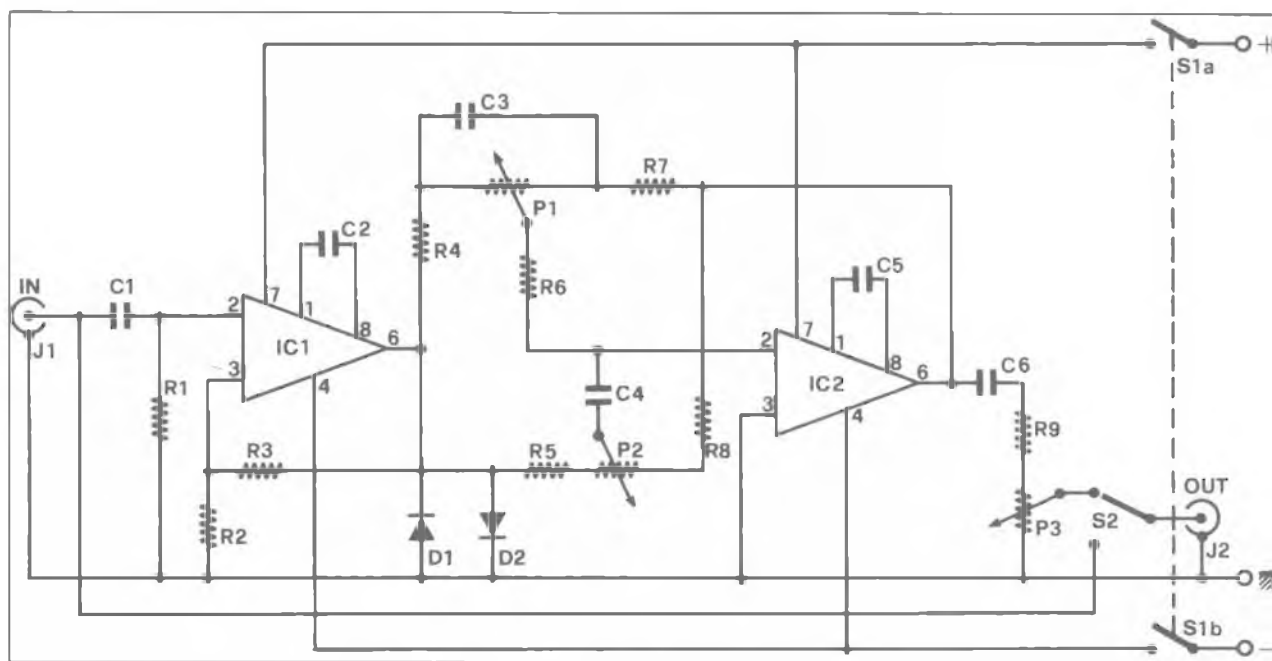 +
S1a
C3
R7
P1
C2
R4
IN
C1
R6
C5
J1
2
7
1
8
6
IC1
3
4
2
7
1
8
6
IC2
3
4
C6
R1
C4
R9
R3
R5
P2
R8
R2
D1
D2
P3
S2
OUT
J2
S1b
-